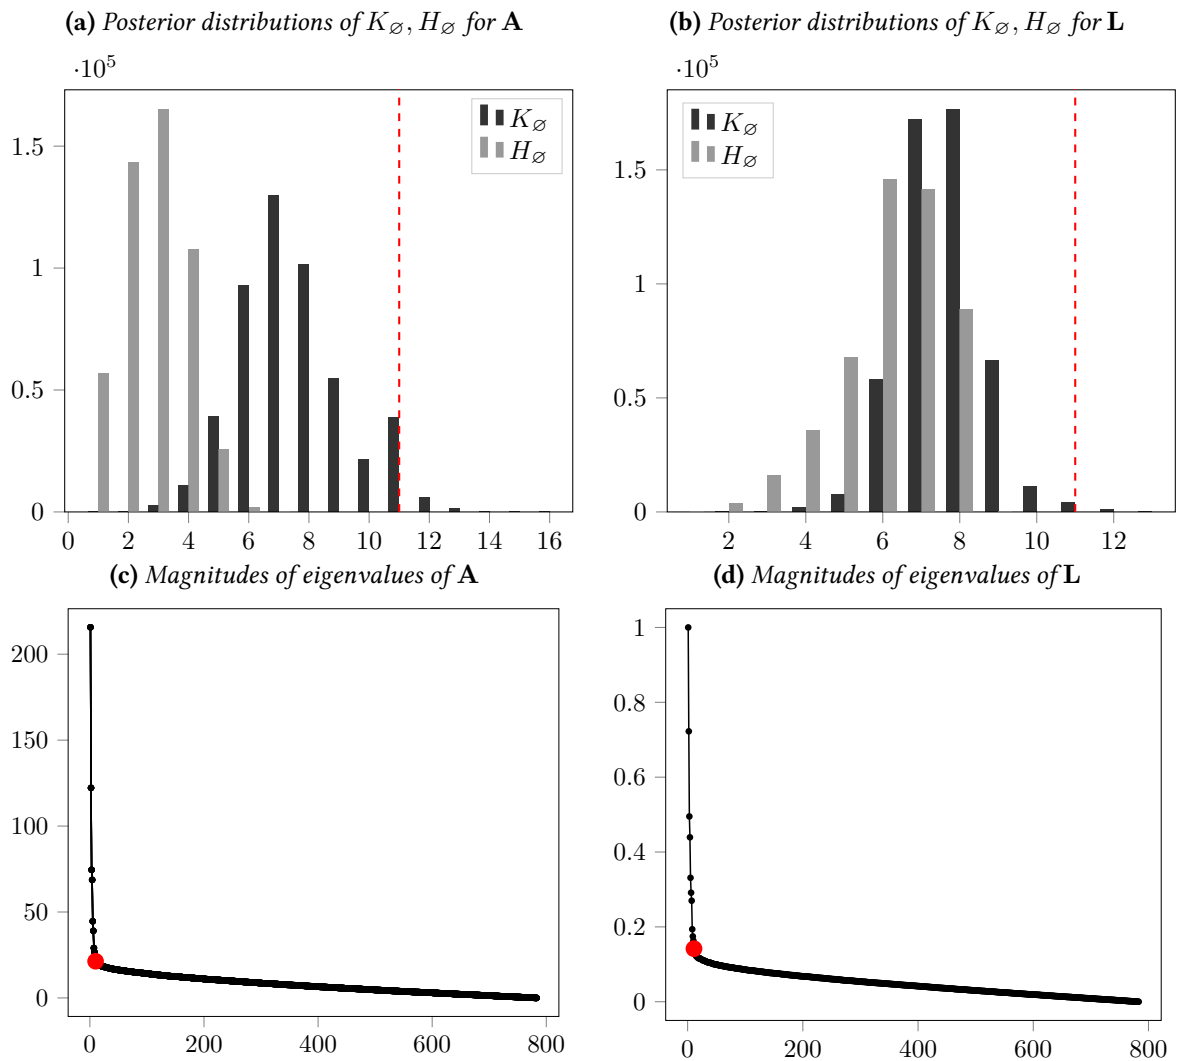 (a) Posterior distributions of K∅, H∅ for A
·10⁵
K∅
H∅
1.5
1
0.5
0
0 2 4 6 8 10 12 14 16
(b) Posterior distributions of K∅, H∅ for L
·10⁵
K∅
H∅
1.5
1
0.5
0
2 4 6 8 10 12
(c) Magnitudes of eigenvalues of A
200
150
100
50
0
0 200 400 600 800
(d) Magnitudes of eigenvalues of L
1
0.8
0.6
0.4
0.2
0
0 200 400 600 800